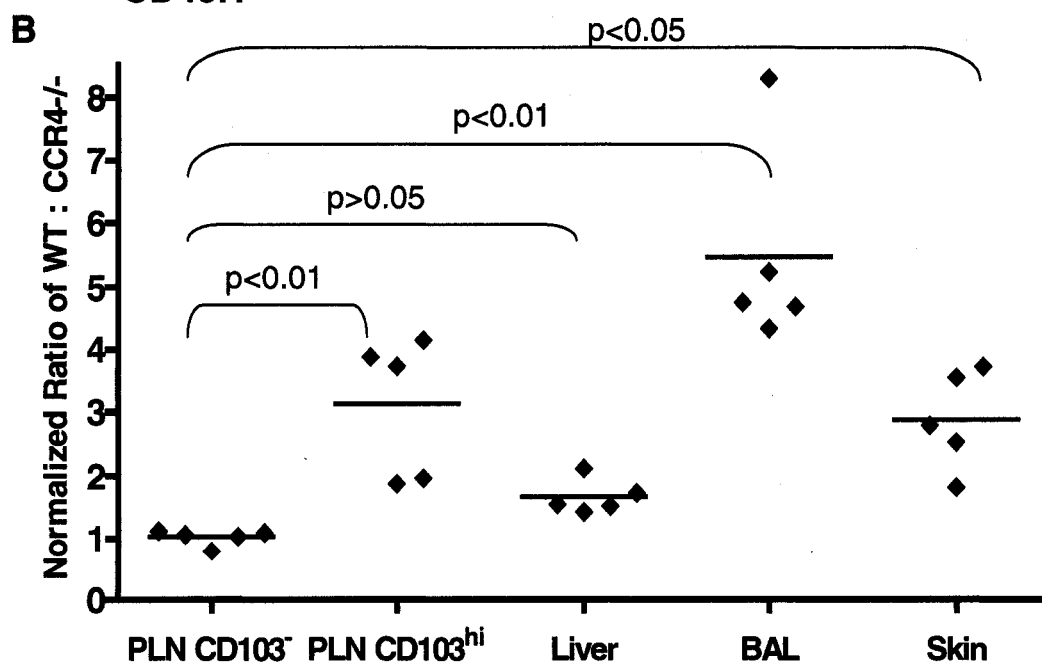 B
p<0.05
p<0.01
p>0.05
p<0.01
Normalized Ratio of WT : CCR4-/-
8
7
6
5
4
3
2
1
0
PLN CD103⁻ PLN CD103ʰⁱ Liver BAL Skin